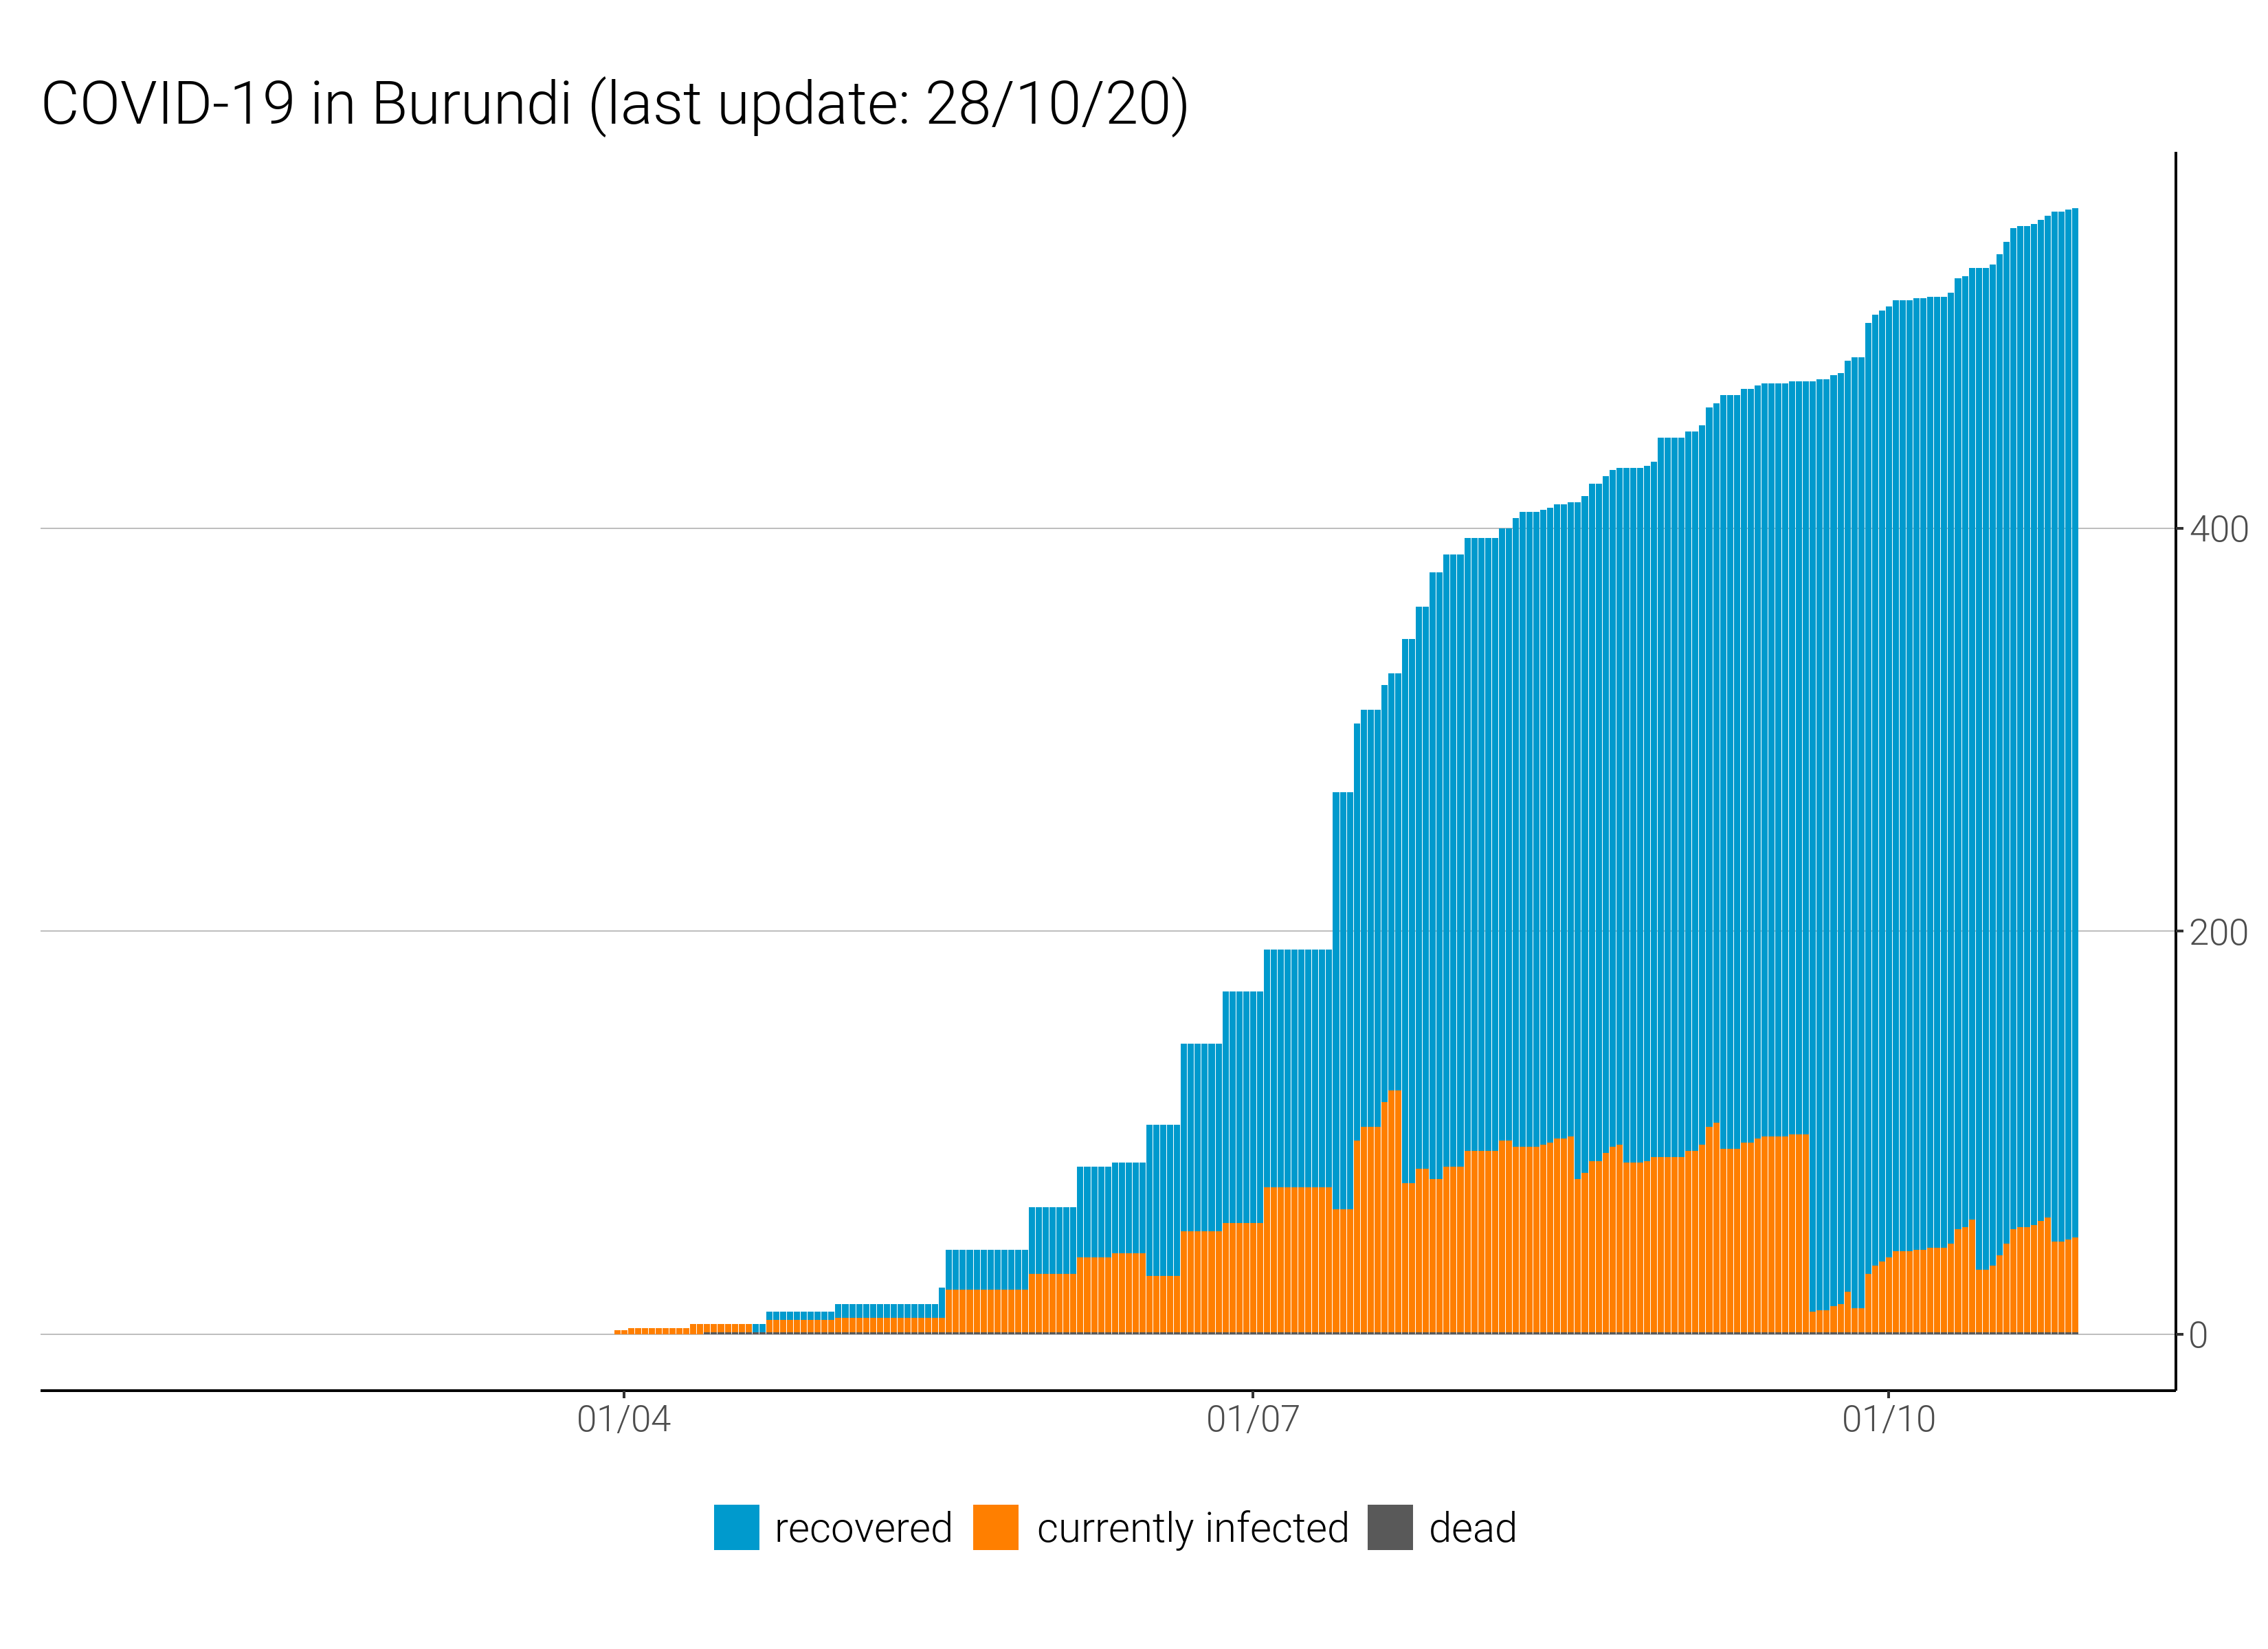 COVID-19 in Burundi (last update: 28/10/20)
400
200
0
01/04 01/07 01/10
recovered currently infected dead